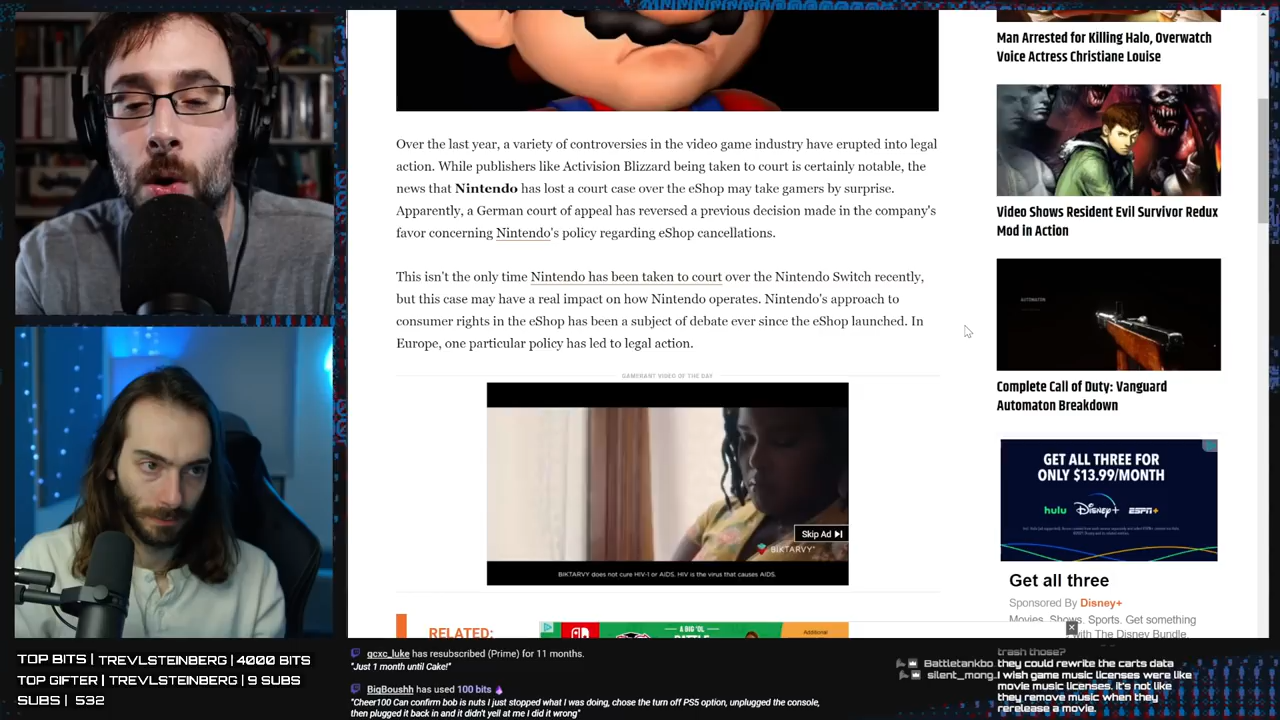 Man Arrested for Killing Halo, Overwatch
Voice Actress Christiane Louise
Over the last year, a variety of controversies in the video game industry have erupted into legal
action. While publishers like Activision Blizzard being taken to court is certainly notable, the
news that Nintendo has lost a court case over the eShop may take gamers by surprise.
Apparently, a German court of appeal has reversed a previous decision made in the company's
favor concerning Nintendo's policy regarding eShop cancellations.
This isn't the only time Nintendo has been taken to court over the Nintendo Switch recently,
but this case may have a real impact on how Nintendo operates. Nintendo's approach to
consumer rights in the eShop has been a subject of debate ever since the eShop launched. In
Europe, one particular policy has led to legal action.
Video Shows Resident Evil Survivor Redux
Mod in Action
AUTOMATON
Complete Call of Duty: Vanguard
Automaton Breakdown
GAMERANT VIDEO OF THE DAY
Skip Ad
BIKTARVY
BIKTARVY does not cure HIV-1 or AIDS. HIV is the virus that causes AIDS.
GET ALL THREE FOR
ONLY $13.99/MONTH
hulu Disney+ ESPN+
Get all three
Sponsored By Disney+
Movies. Shows. Sports. Get something
with The Disney Bundle.
RELATED:
A BIG OL'
BATTLE
Additional
TOP BITS | TREVLSTEINBERG | 4000 BITS
TOP GIFTER | TREVLSTEINBERG | 9 SUBS
SUBS | 532
gcxc_luke has resubscribed (Prime) for 11 months.
"Just 1 month until Cake!"
BigBoushh has used 100 bits
"Cheer100 Can confirm bob is nuts I just stopped what I was doing, chose the turn off PS5 option, unplugged the console,
then plugged it back in and it didn't yell at me I did it wrong"
trash those?
Battletankbo they could rewrite the carts data
silent_mong I wish game music licenses were like
movie music licenses. it's not like
they remove music when they
rerelease a movie.